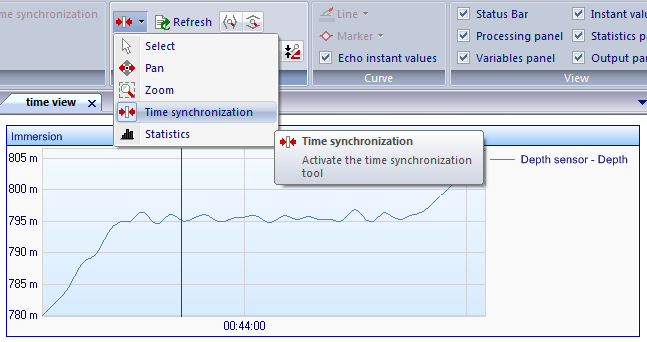 me synchronization
Refresh
Line
Marker
Echo instant values
Curve
Status Bar
Processing panel
Variables panel
Instant valu
Statistics pa
Output pan
View
Select
Pan
Zoom
Time synchronization
Statistics
Time synchronization
Activate the time synchronization
tool
time view
Immersion
Depth sensor - Depth
805 m
800 m
795 m
790 m
785 m
780 m
00:44:00